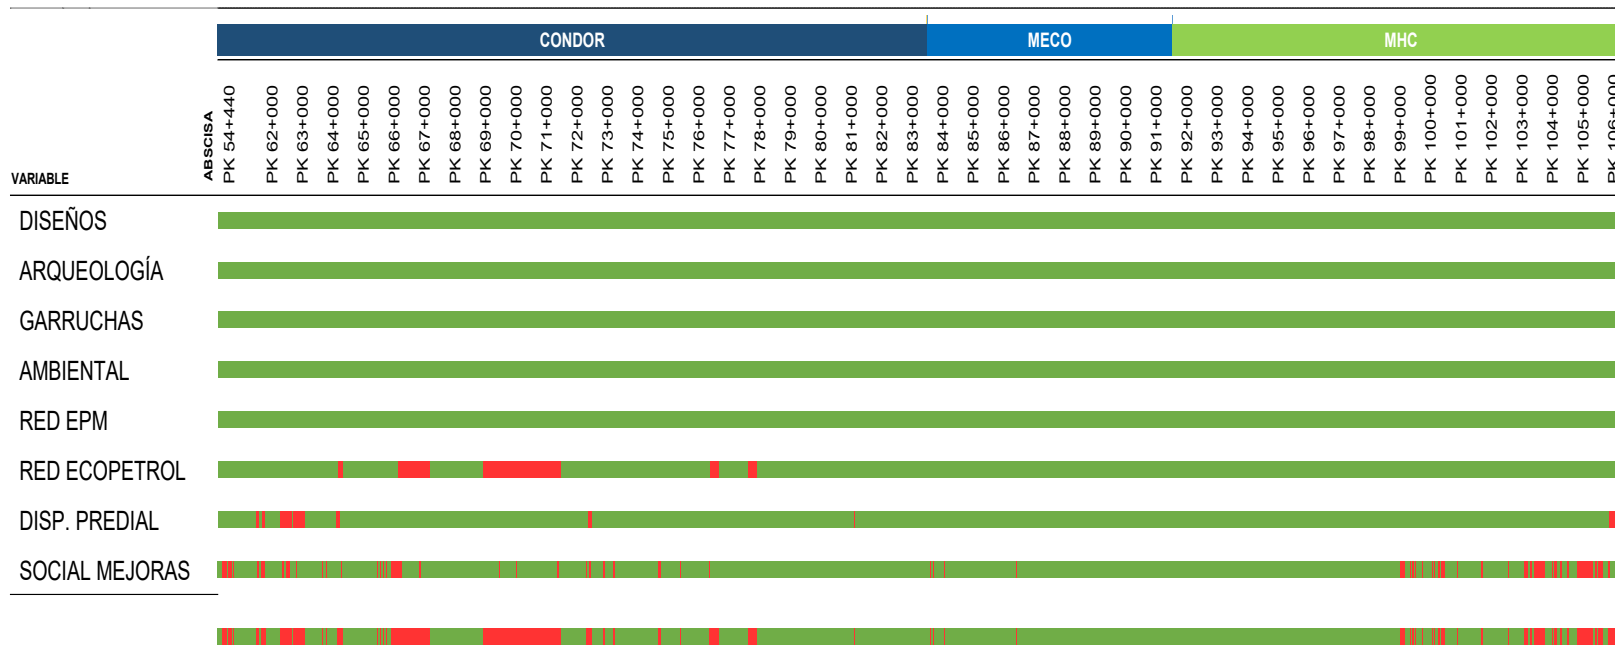 CONDOR MECO MHC
ABSCISA
PK 54+440
PK 62+000
PK 63+000
PK 64+000
PK 65+000
PK 66+000
PK 67+000
PK 68+000
PK 69+000
PK 70+000
PK 71+000
PK 72+000
PK 73+000
PK 74+000
PK 75+000
PK 76+000
PK 77+000
PK 78+000
PK 79+000
PK 80+000
PK 81+000
PK 82+000
PK 83+000
PK 84+000
PK 85+000
PK 86+000
PK 87+000
PK 88+000
PK 89+000
PK 90+000
PK 91+000
PK 92+000
PK 93+000
PK 94+000
PK 95+000
PK 96+000
PK 97+000
PK 98+000
PK 99+000
PK 100+000
PK 101+000
PK 102+000
PK 103+000
PK 104+000
PK 105+000
PK 106+000
VARIABLE
DISEÑOS
ARQUEOLOGÍA
GARRUCHAS
AMBIENTAL
RED EPM
RED ECOPETROL
DISP. PREDIAL
SOCIAL MEJORAS